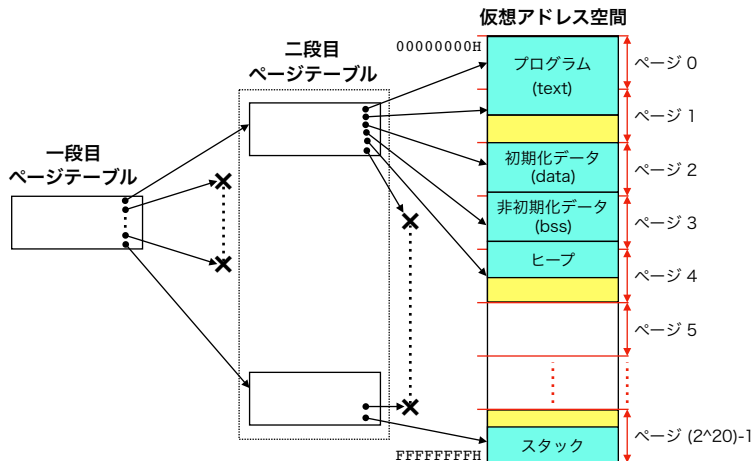 仮想アドレス空間
00000000H
二段目
ページテーブル
一段目
ページテーブル
プログラム
(text)
ページ 0
ページ 1
初期化データ
(data)
ページ 2
非初期化データ
(bss)
ページ 3
ヒープ
ページ 4
ページ 5
スタック
ページ (2^20)-1
FFFFFFFFH